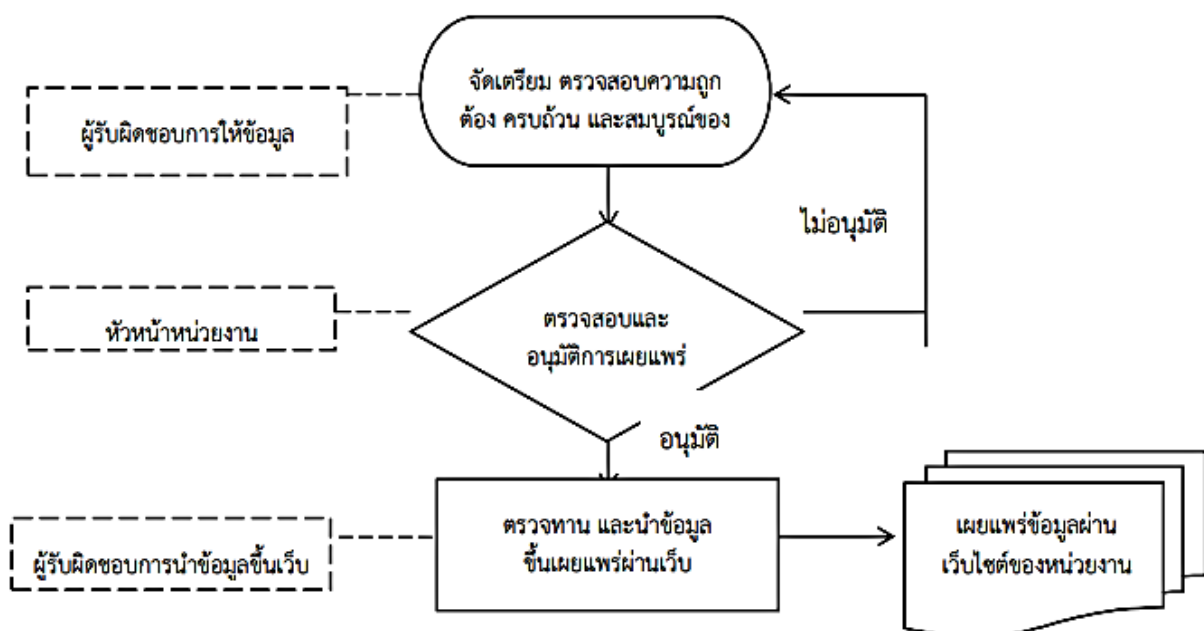 จัดเตรียม ตรวจสอบความถูก
ต้อง ครบถ้วน และสมบูรณ์ของ
ผู้รับผิดชอบการให้ข้อมูล
ไม่อนุมัติ
หัวหน้าหน่วยงาน
ตรวจสอบและ
อนุมัติการเผยแพร่
อนุมัติ
ผู้รับผิดชอบการนำข้อมูลขึ้นเว็บ
ตรวจทาน และนำข้อมูล
ขึ้นเผยแพร่ผ่านเว็บ
เผยแพร่ข้อมูลผ่าน
เว็บไซต์ของหน่วยงาน